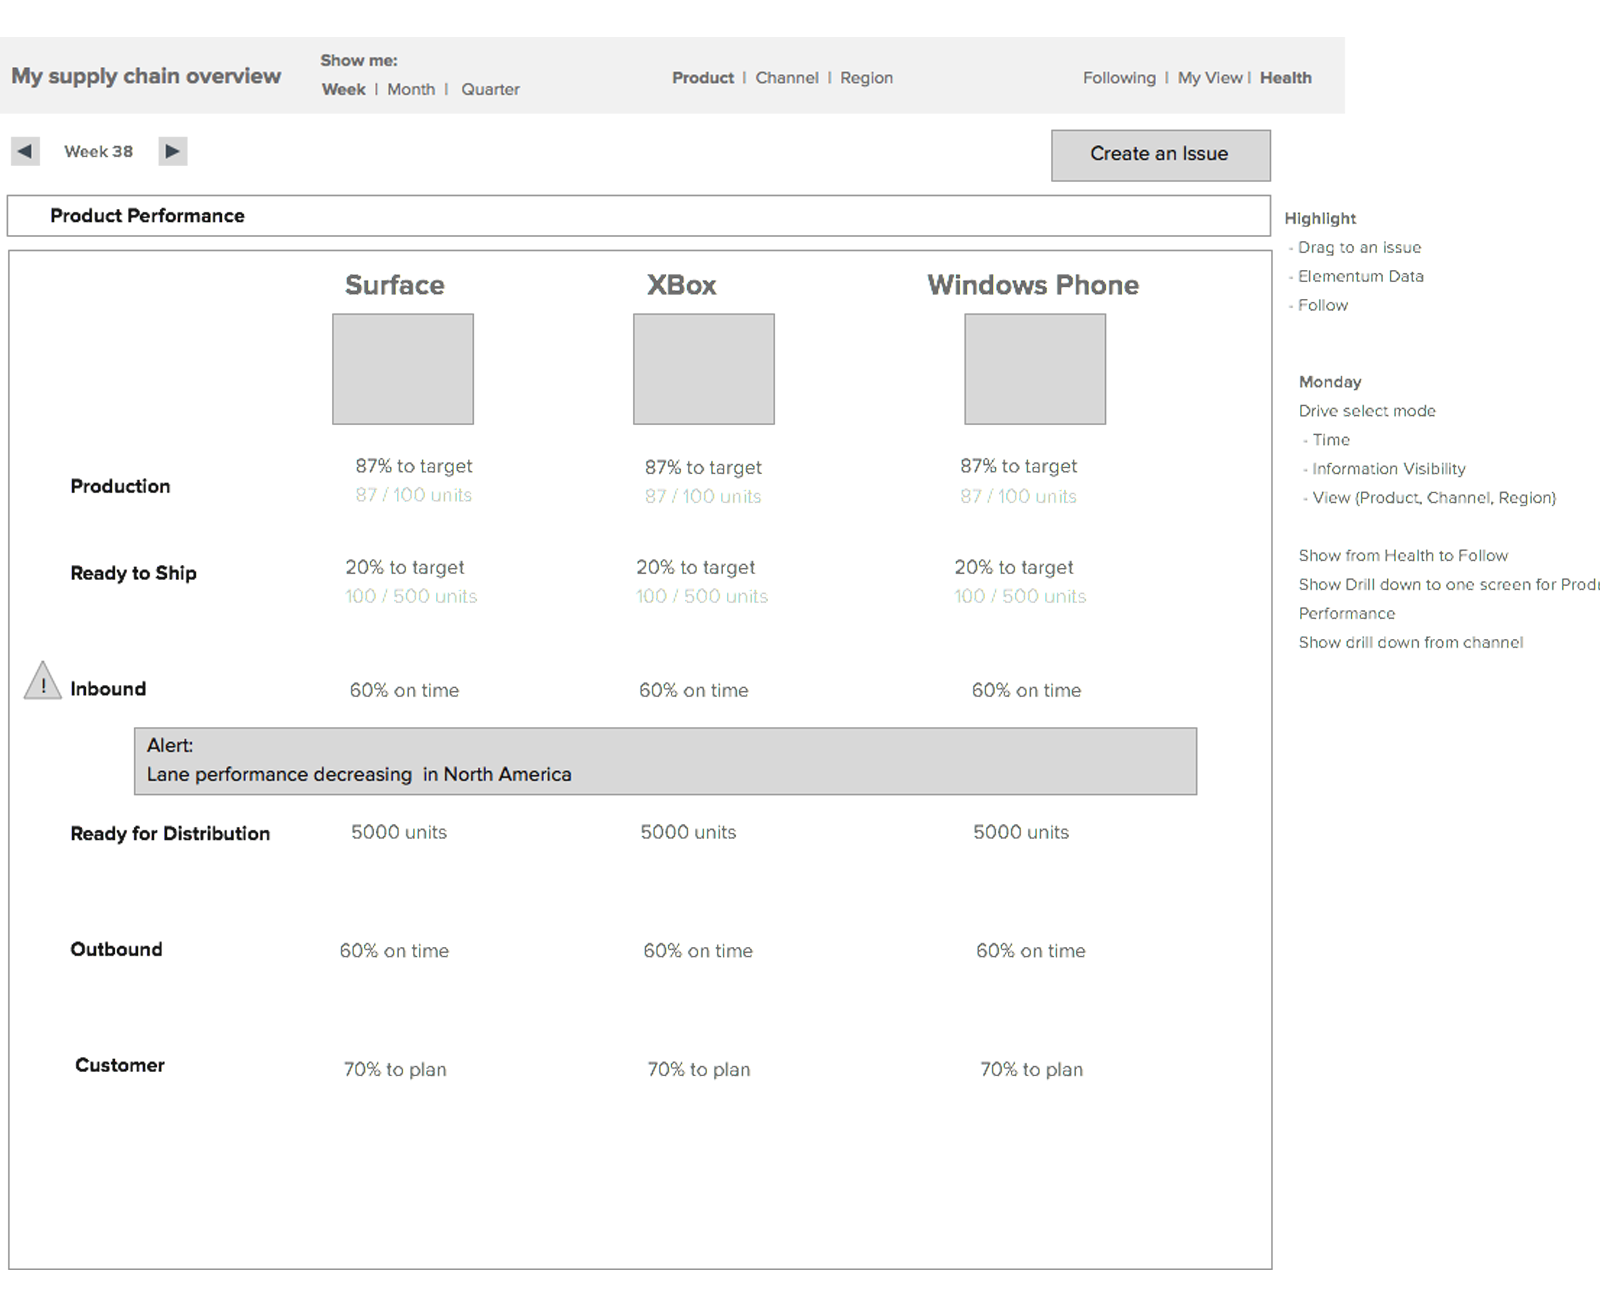 My supply chain overview
Show me:
Week | Month | Quarter
Product | Channel | Region
Following | My View | Health
Week 38
Create an Issue
Product Performance
Surface XBox Windows Phone
Production
87% to target 87% to target 87% to target
87 / 100 units 87 / 100 units 87 / 100 units
Ready to Ship
20% to target 20% to target 20% to target
100 / 500 units 100 / 500 units 100 / 500 units
! Inbound 60% on time 60% on time 60% on time
Alert:
Lane performance decreasing in North America
Ready for Distribution 5000 units 5000 units 5000 units
Outbound 60% on time 60% on time 60% on time
Customer 70% to plan 70% to plan 70% to plan
Highlight
- Drag to an issue
- Elementum Data
- Follow
Monday
Drive select mode
- Time
- Information Visibility
- View (Product, Channel, Region)
Show from Health to Follow
Show Drill down to one screen for
Performance
Show drill down from channel